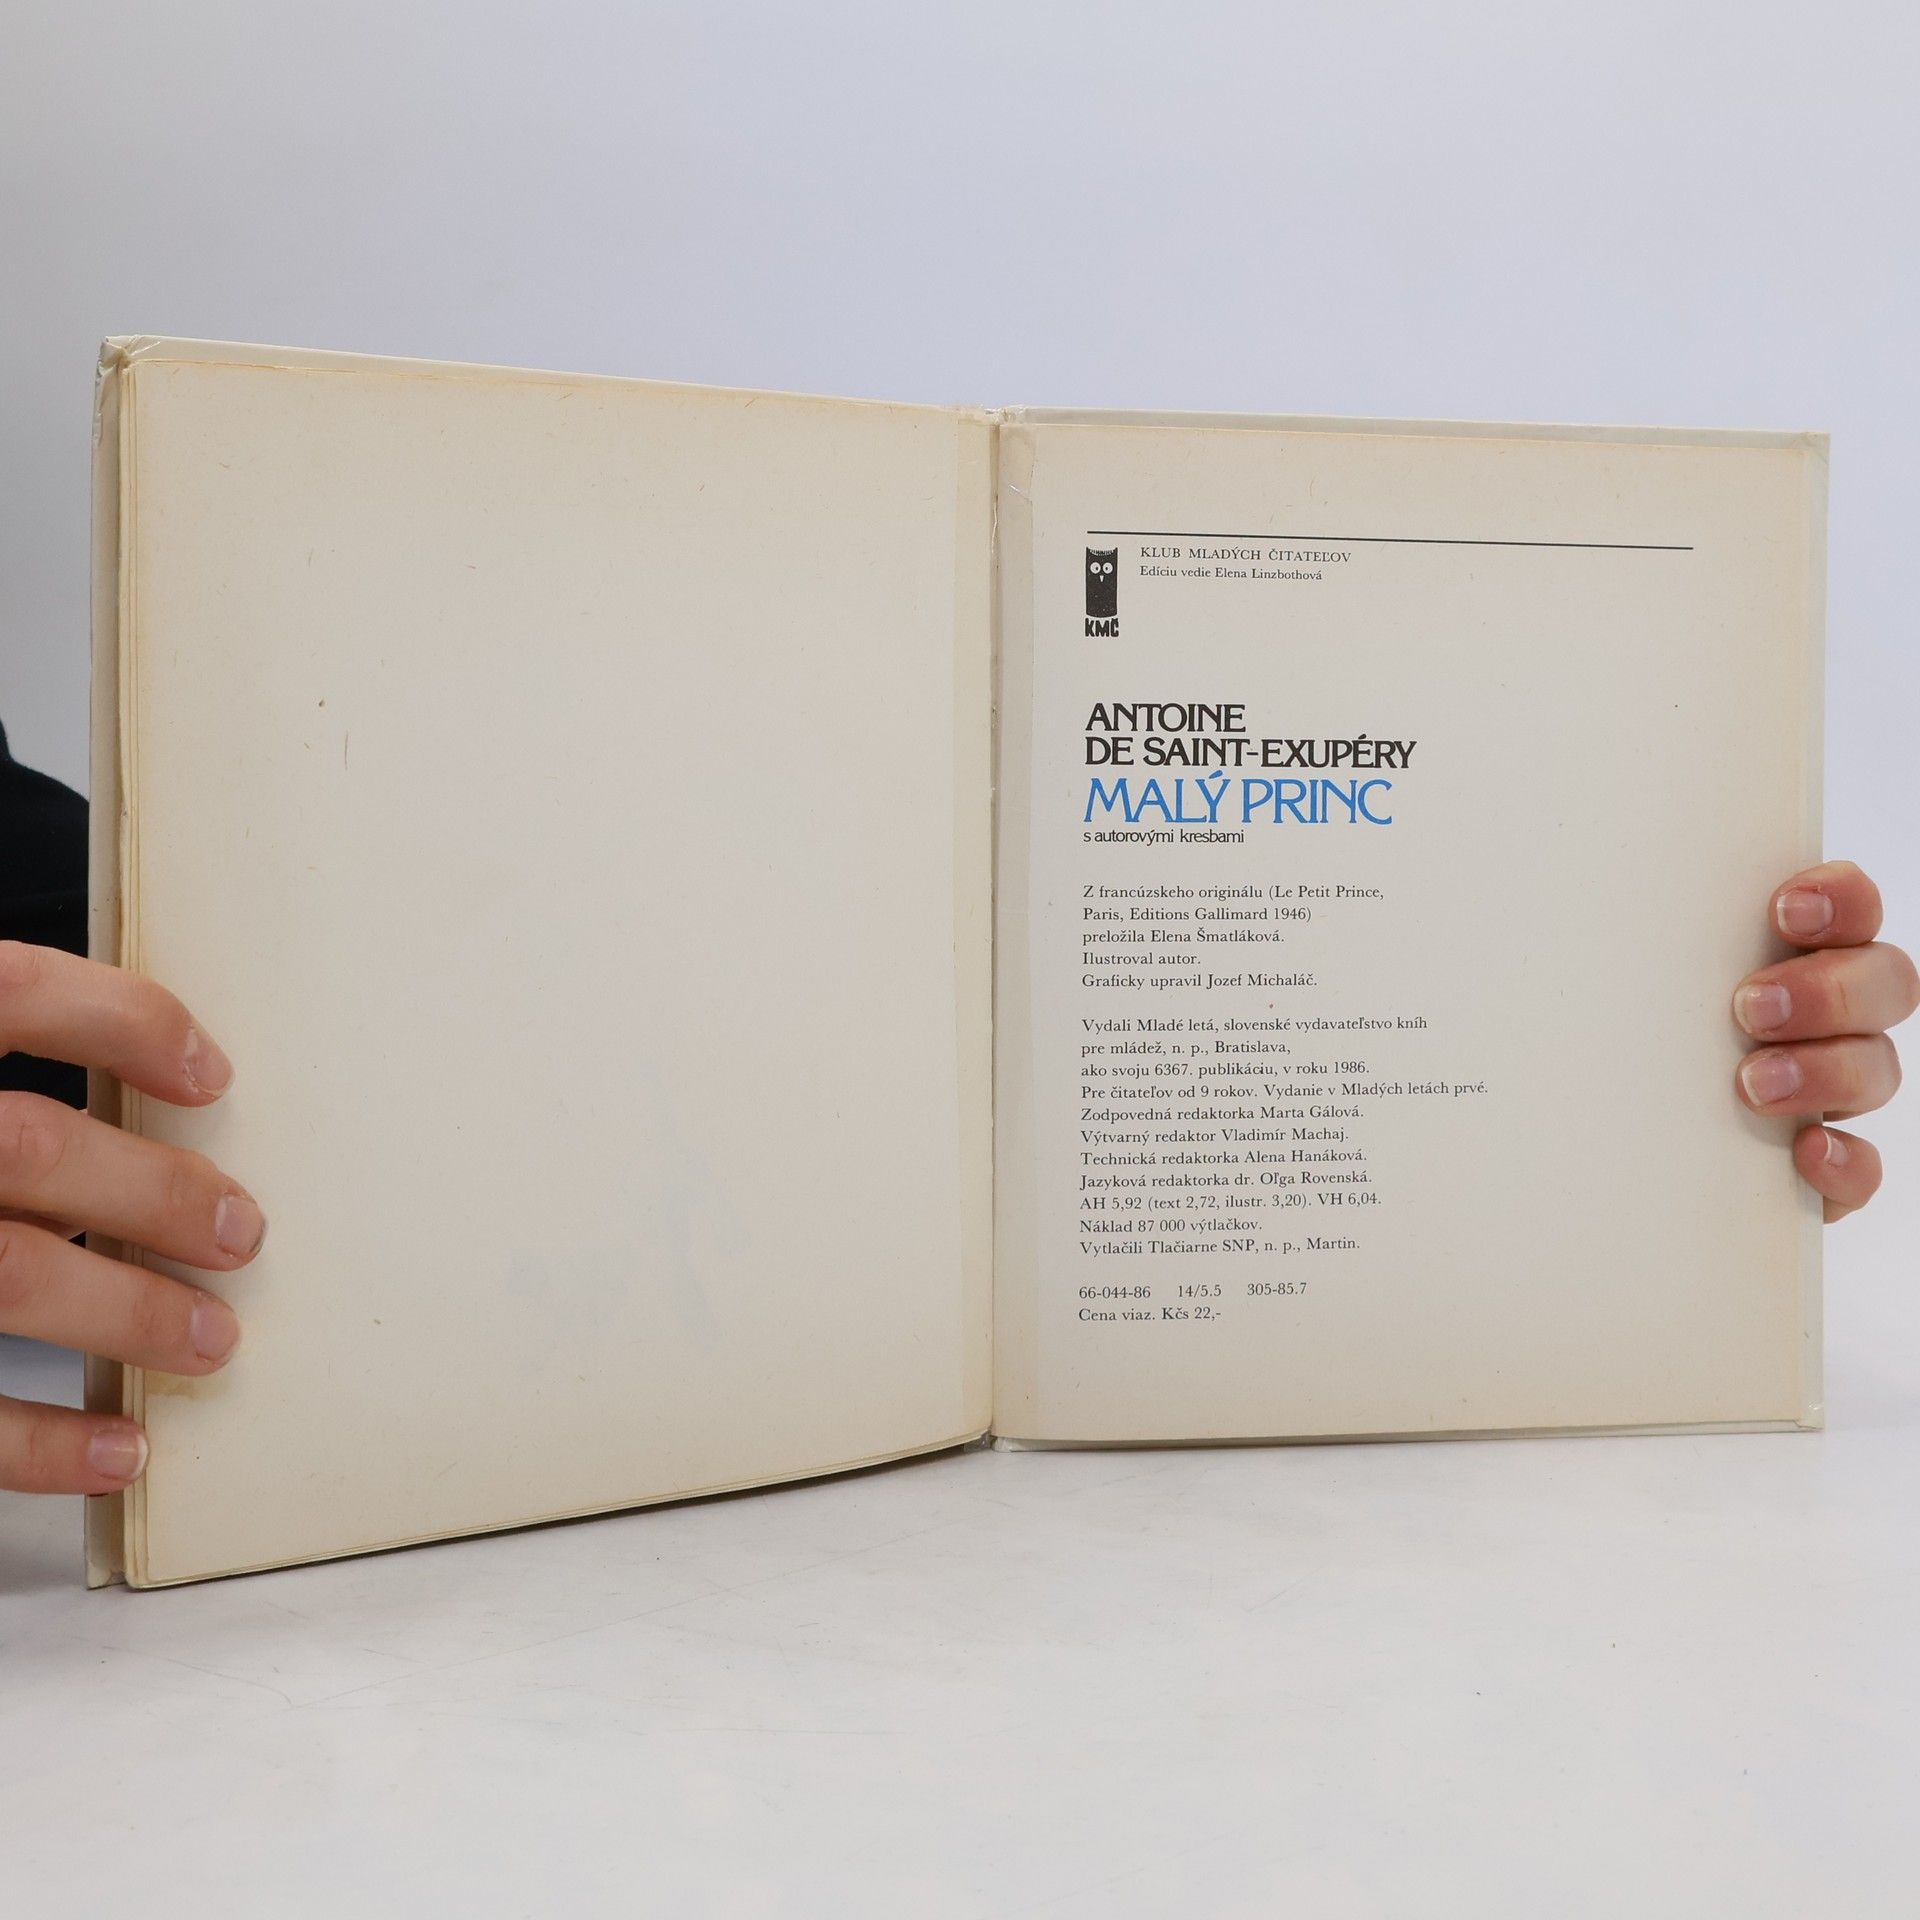 KLUB MLADÝCH ČITATEĽOV
Edíciu vedie Elena Linzbothová
KMČ
ANTOINE
DE SAINT-EXUPÉRY
MALÝ PRINC
s autorovými kresbami
Z francúzskeho originálu (Le Petit Prince,
Paris, Editions Gallimard 1946)
preložila Elena Šmatláková.
Ilustroval autor.
Graficky upravil Jozef Michaláč.
Vydali Mladé letá, slovenské vydavateľstvo kníh
pre mládež, n. p., Bratislava,
ako svoju 6367. publikáciu, v roku 1986.
Pre čitateľov od 9 rokov. Vydanie v Mladých letách prvé.
Zodpovedná redaktorka Marta Gálová.
Výtvarný redaktor Vladimír Machaj.
Technická redaktorka Alena Hanáková.
Jazyková redaktorka dr. Oľga Rovenská.
AH 5,92 (text 2,72, ilustr. 3,20). VH 6,04.
Náklad 87 000 výtlačkov.
Vytlačili Tlačiarne SNP, n. p., Martin.
66-044-86 14/5.5 305-85.7
Cena viaz. Kčs 22,-